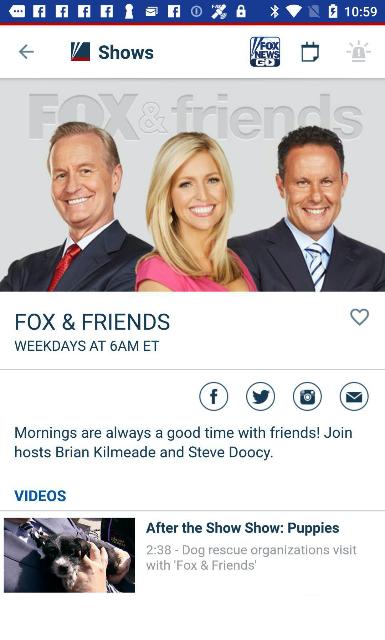 10:59
Shows
FOX NEWS GO
FOX & friends
FOX & FRIENDS
WEEKDAYS AT 6AM ET
Mornings are always a good time with friends! Join
hosts Brian Kilmeade and Steve Doocy.
VIDEOS
After the Show Show: Puppies
2:38 - Dog rescue organizations visit
with 'Fox & Friends'